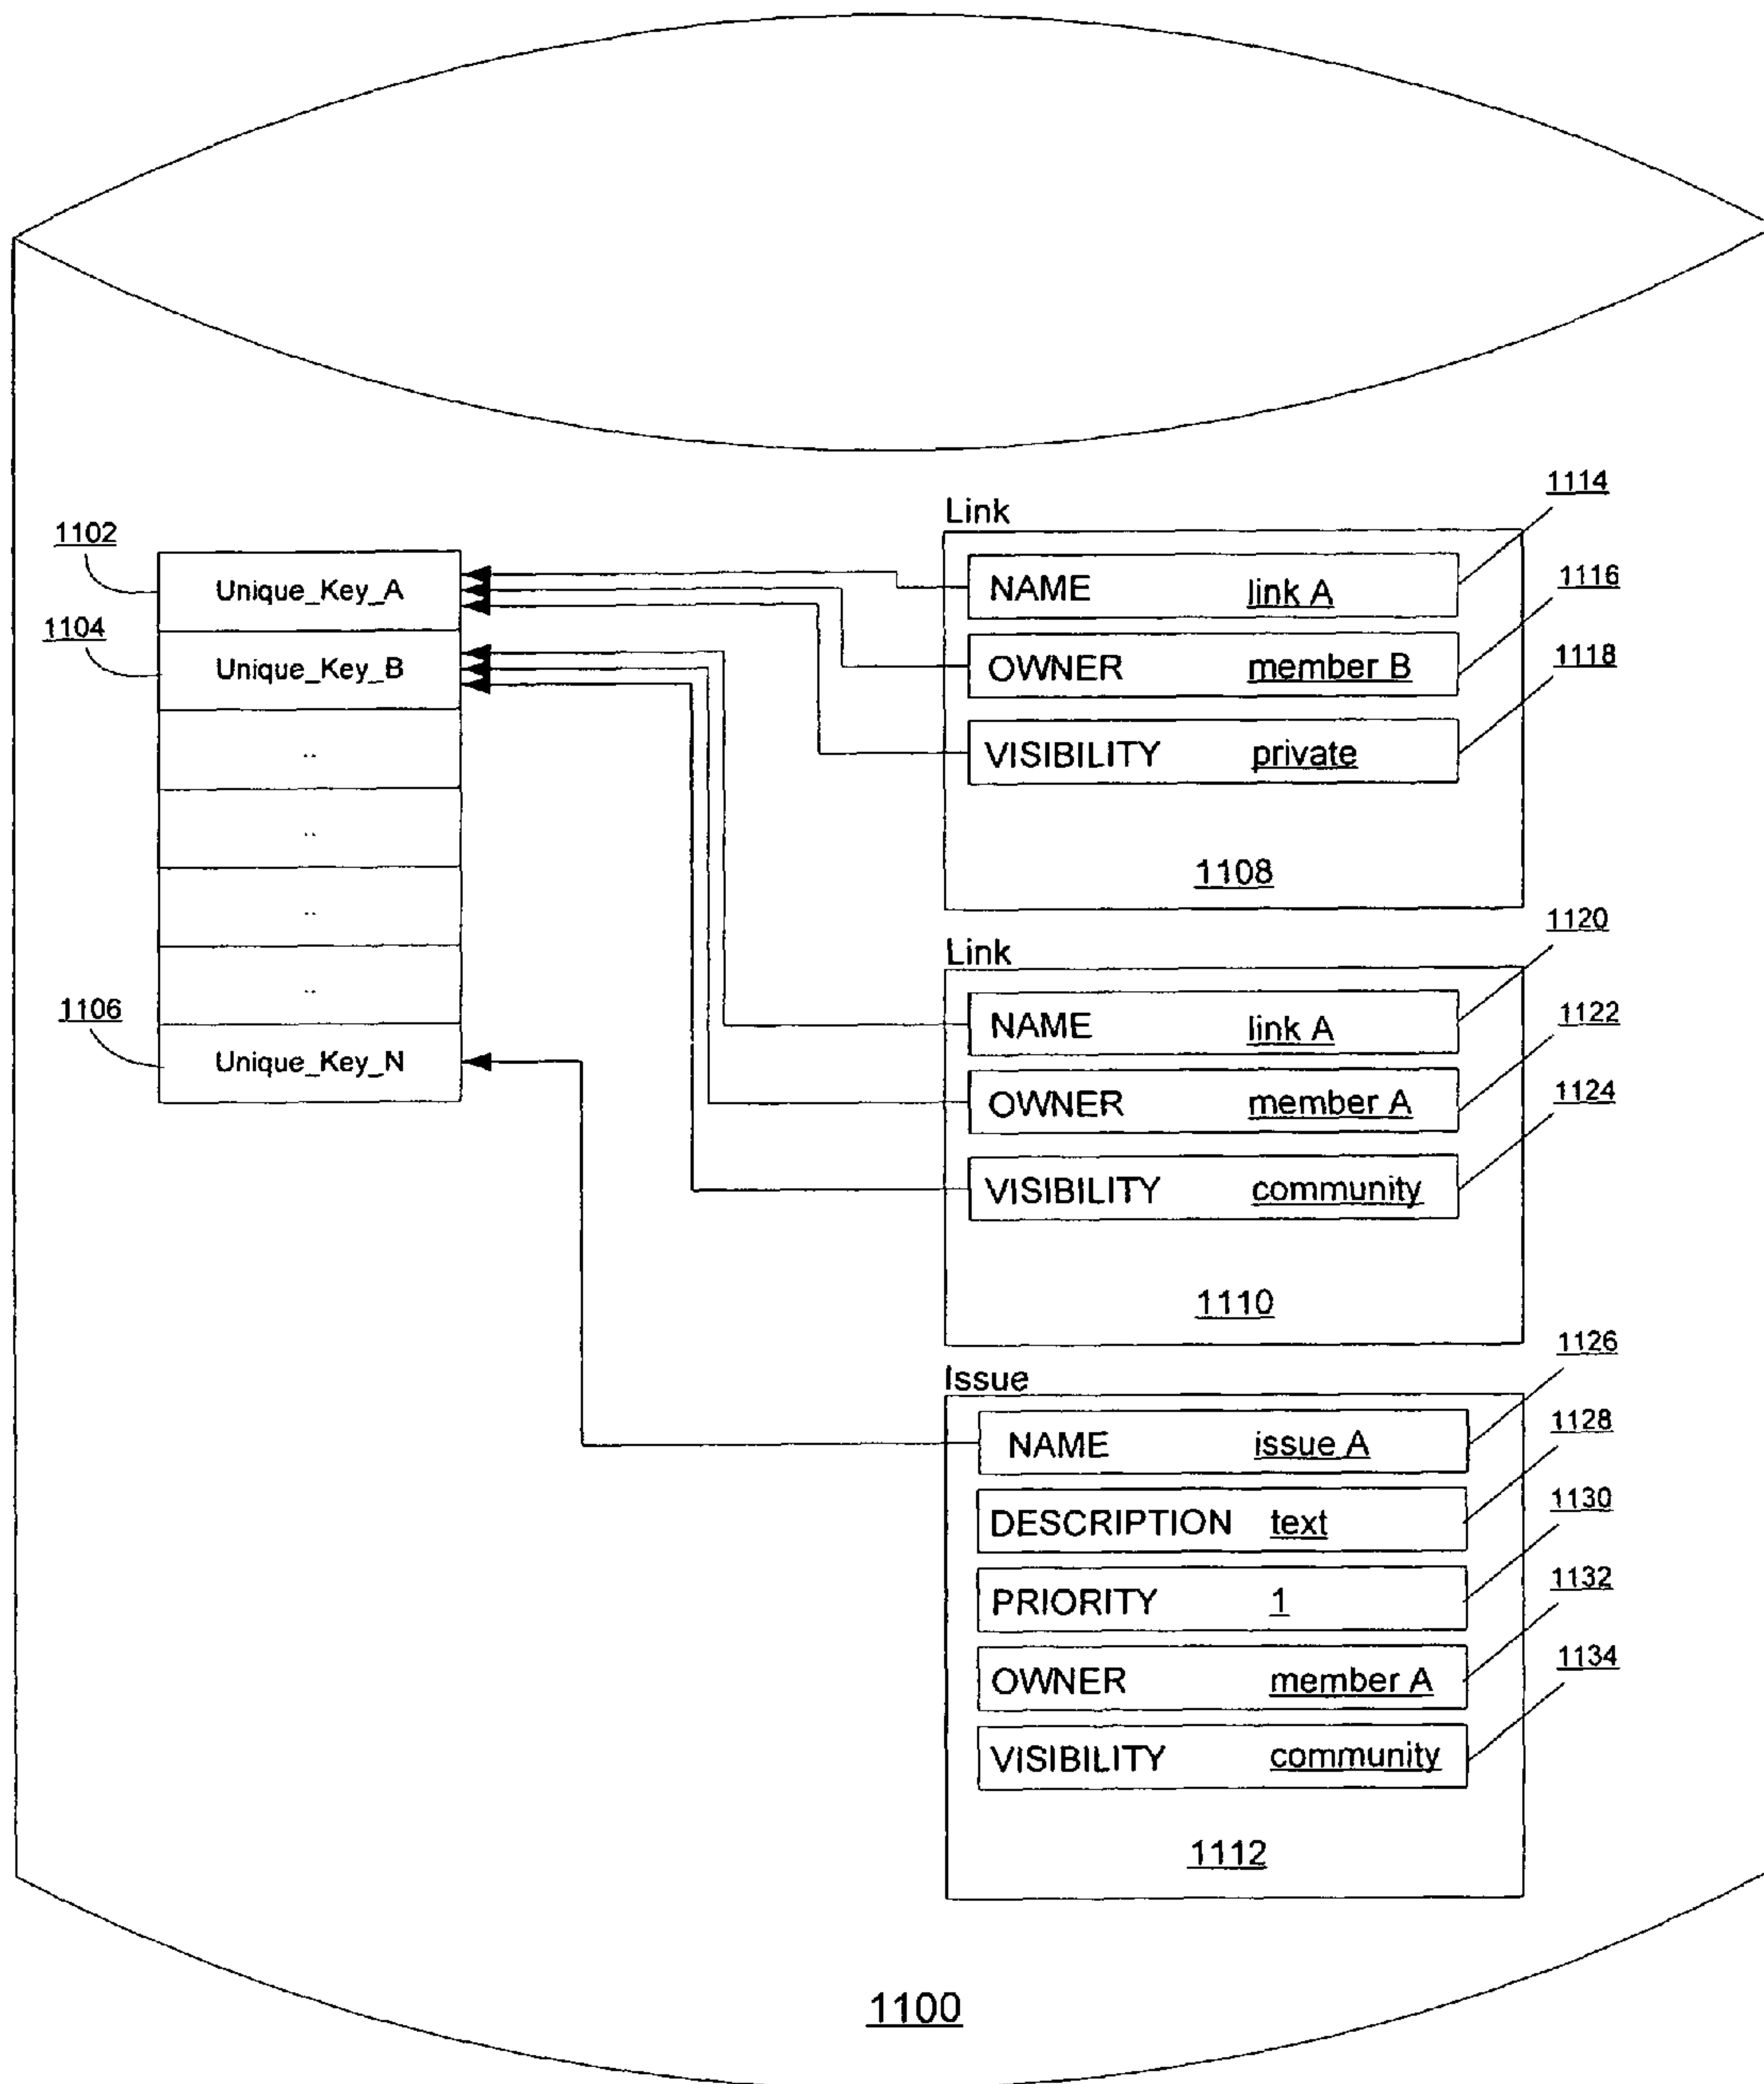 1102
Unique_Key_A
1104
Unique_Key_B
..
..
..
..
1106
Unique_Key_N
Link
1114
NAME link A
1116
OWNER member B
1118
VISIBILITY private
1108
Link
1120
NAME link A
1122
OWNER member A
1124
VISIBILITY community
1110
Issue
1126
NAME issue A
1128
DESCRIPTION text
1130
PRIORITY 1
1132
OWNER member A
1134
VISIBILITY community
1112
1100